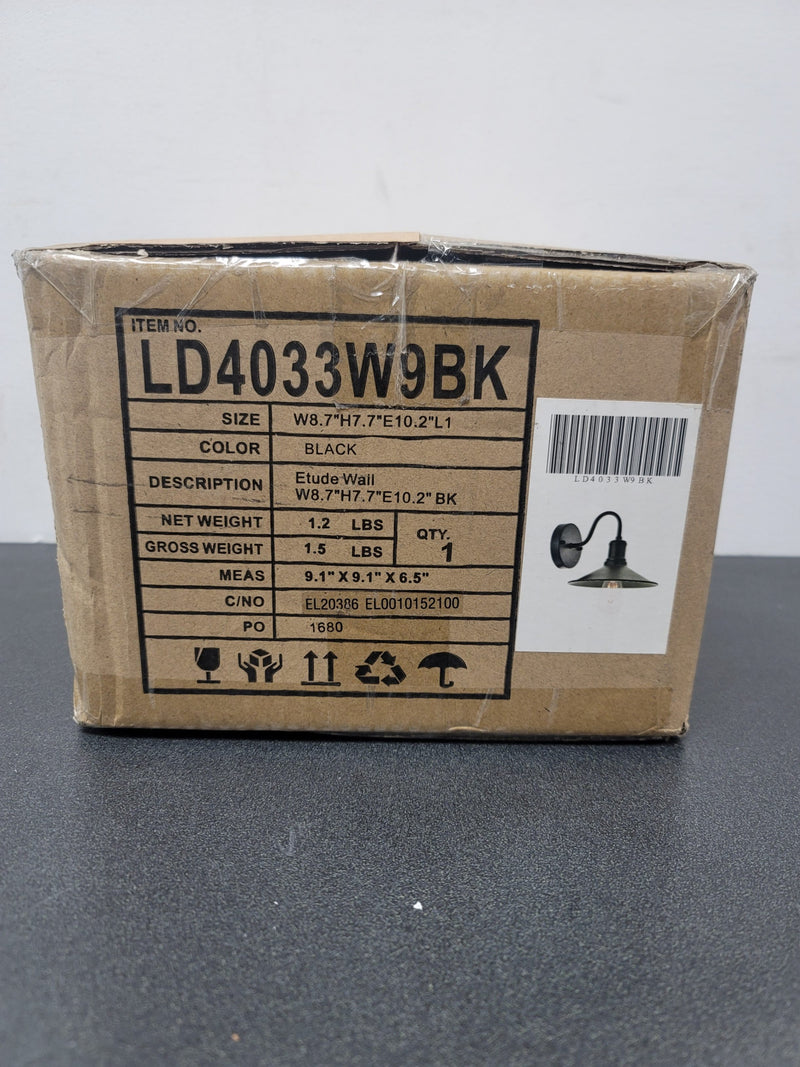 ITEM NO.
LD4033W9BK
SIZE W8.7"H7.7"E10.2"L1
COLOR BLACK
DESCRIPTION Etude Wall
W8.7"H7.7"E10.2" BK
NET WEIGHT 1.2 LBS
GROSS WEIGHT 1.5 LBS
QTY.
1
MEAS 9.1" X 9.1" X 6.5"
C/NO EL20386 EL0010152100
PO 1680
LD4033W9BK